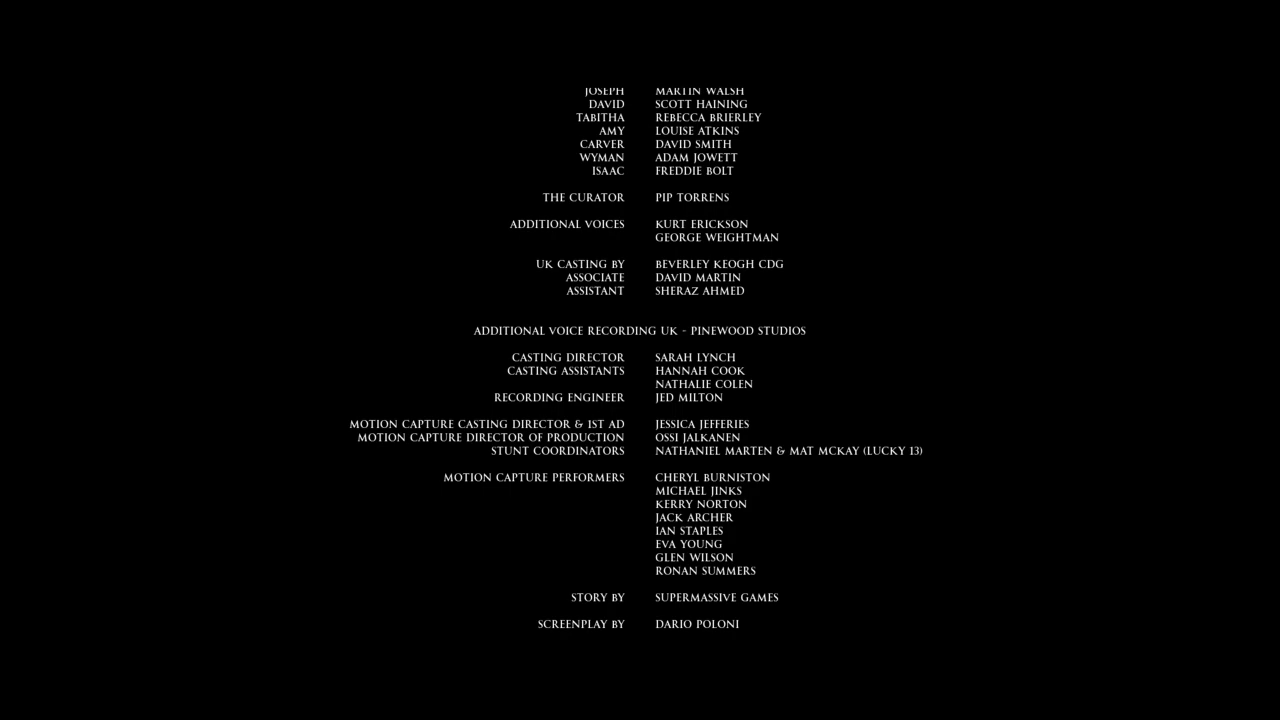 JOSEPH MARTIN WALSH
DAVID SCOTT HAINING
TABITHA REBECCA BRIERLEY
AMY LOUISE ATKINS
CARVER DAVID SMITH
WYMAN ADAM JOWETT
ISAAC FREDDIE BOLT
THE CURATOR PIP TORRENS
ADDITIONAL VOICES KURT ERICKSON
GEORGE WEIGHTMAN
UK CASTING BY BEVERLEY KEOGH CDG
ASSOCIATE DAVID MARTIN
ASSISTANT SHERAZ AHMED
ADDITIONAL VOICE RECORDING UK - PINEWOOD STUDIOS
CASTING DIRECTOR SARAH LYNCH
CASTING ASSISTANTS HANNAH COOK
NATHALIE COLEN
RECORDING ENGINEER JED MILTON
MOTION CAPTURE CASTING DIRECTOR & 1ST AD JESSICA JEFFERIES
MOTION CAPTURE DIRECTOR OF PRODUCTION OSSI JALKANEN
STUNT COORDINATORS NATHANIEL MARTEN & MAT MCKAY (LUCKY 13)
MOTION CAPTURE PERFORMERS CHERYL BURNISTON
MICHAEL JINKS
KERRY NORTON
JACK ARCHER
IAN STAPLES
EVA YOUNG
GLEN WILSON
RONAN SUMMERS
STORY BY SUPERMASSIVE GAMES
SCREENPLAY BY DARIO POLONI